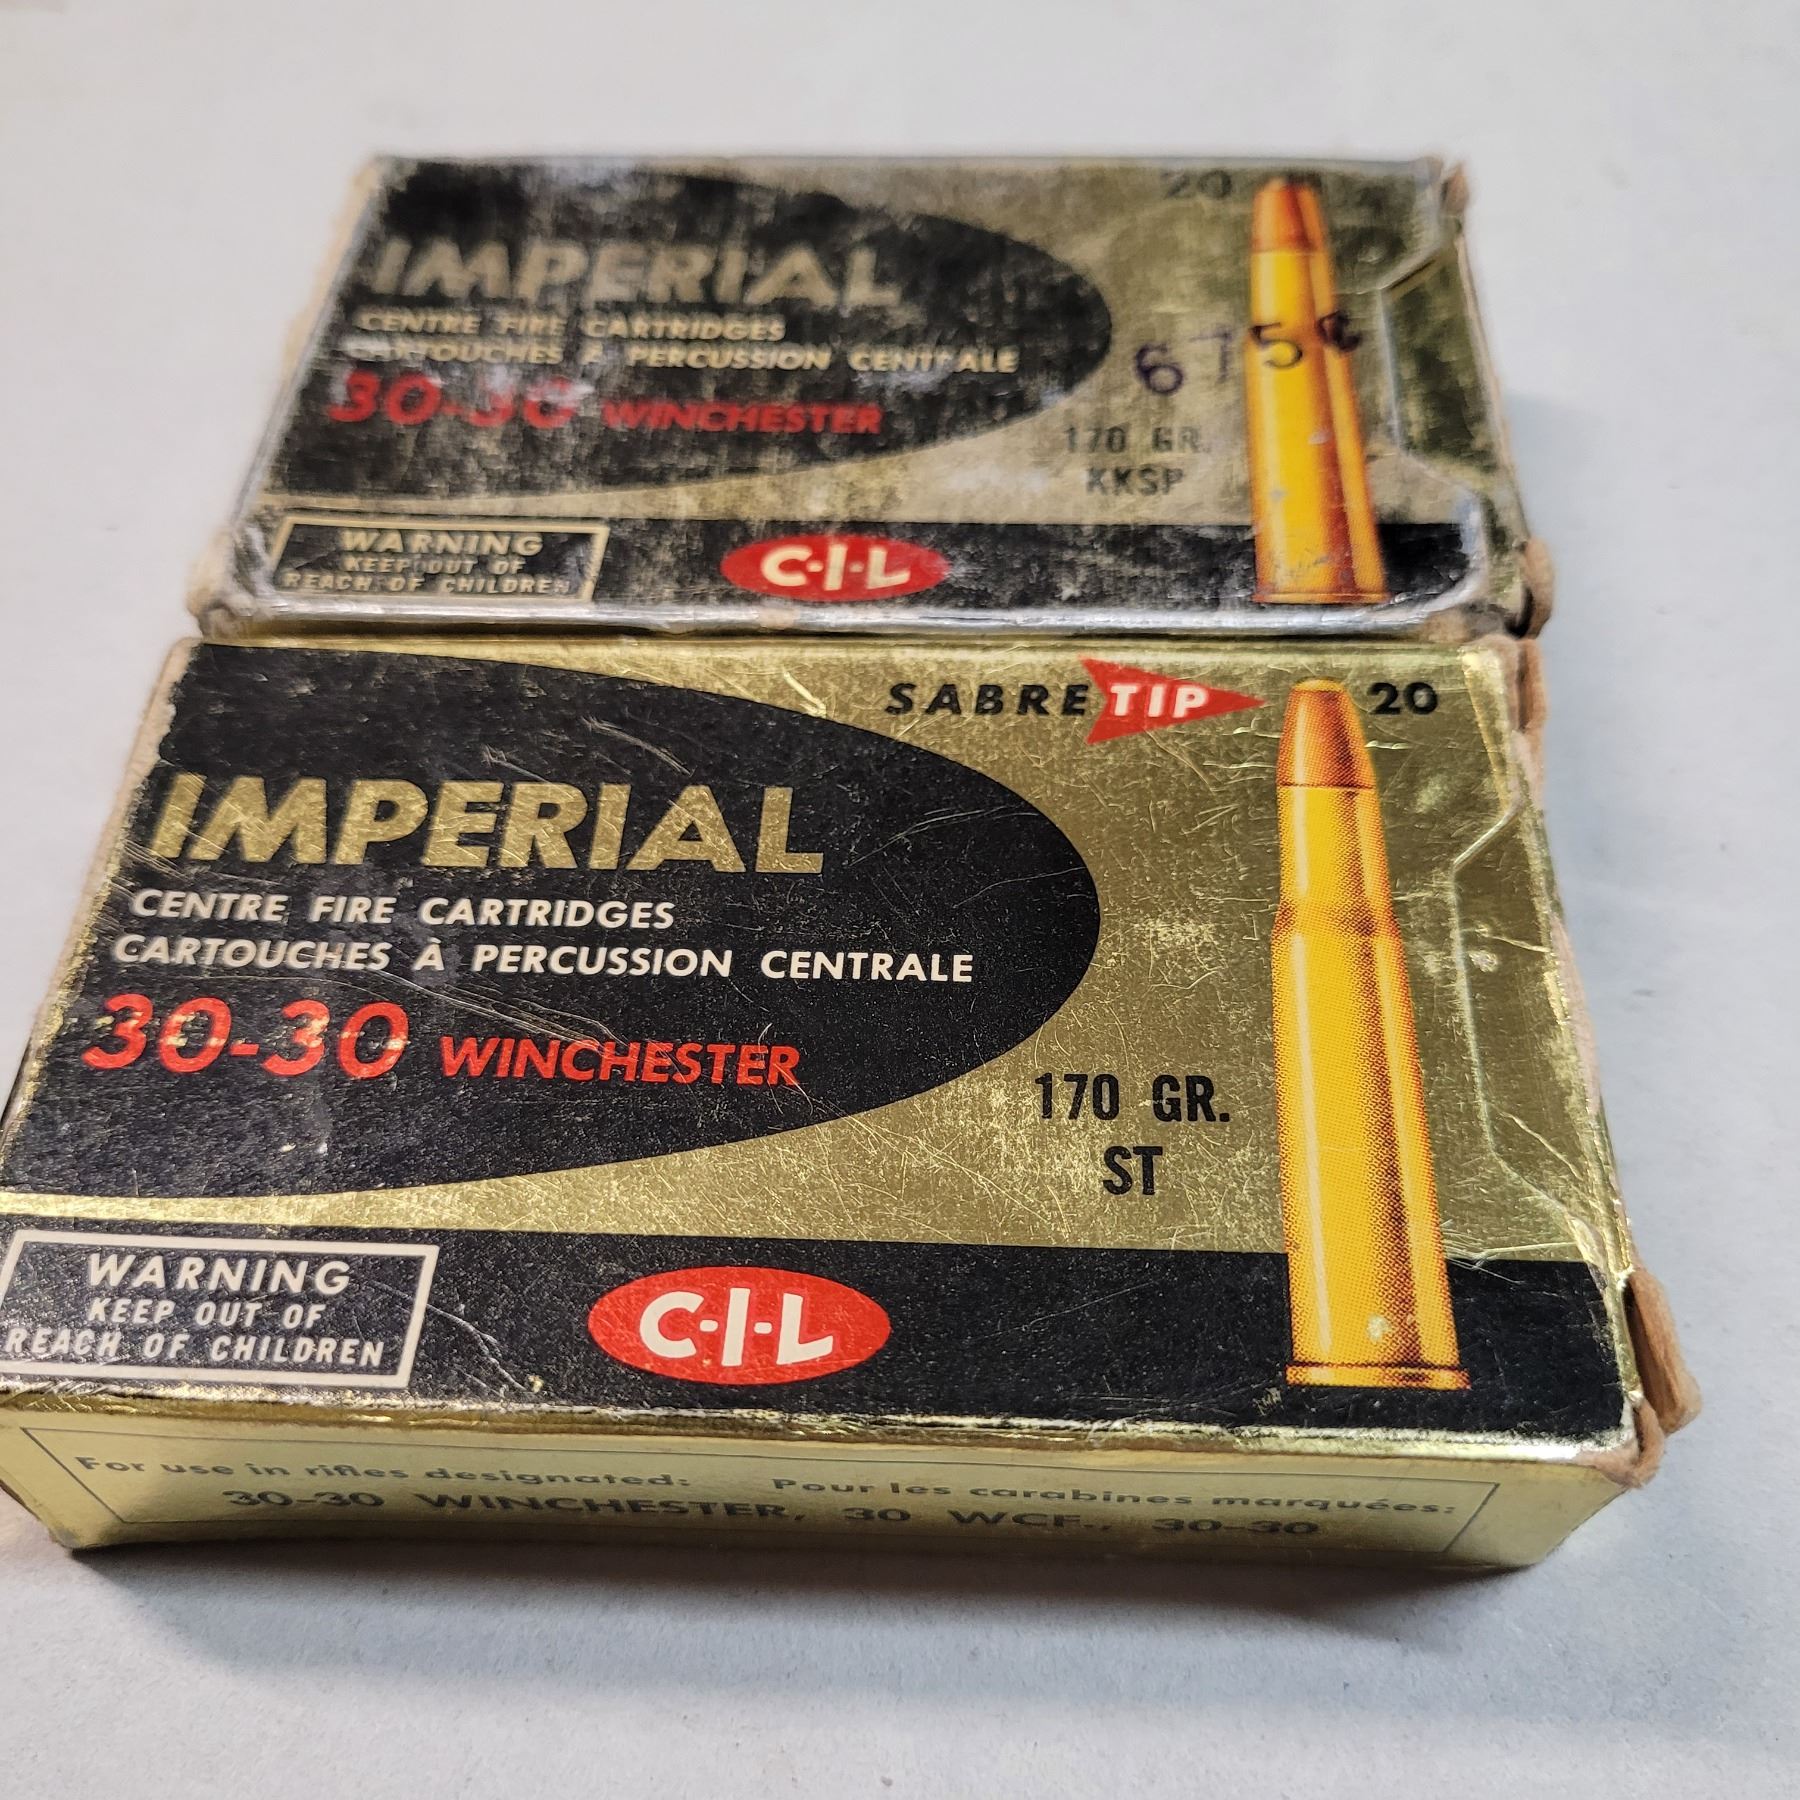 20
IMPERIAL
CENTRE FIRE CARTRIDGES
CARTOUCHES À PERCUSSION CENTRALE
30-30 WINCHESTER
170 GR.
KKSP
WARNING
KEEP OUT OF
REACH OF CHILDREN
C-I-L
SABRE TIP 20
IMPERIAL
CENTRE FIRE CARTRIDGES
CARTOUCHES À PERCUSSION CENTRALE
30-30 WINCHESTER
170 GR.
ST
WARNING
KEEP OUT OF
REACH OF CHILDREN
C-I-L
For use in rifles designated: Pour les carabines marquées:
30-30 WINCHESTER, 30 WCF., 30-30